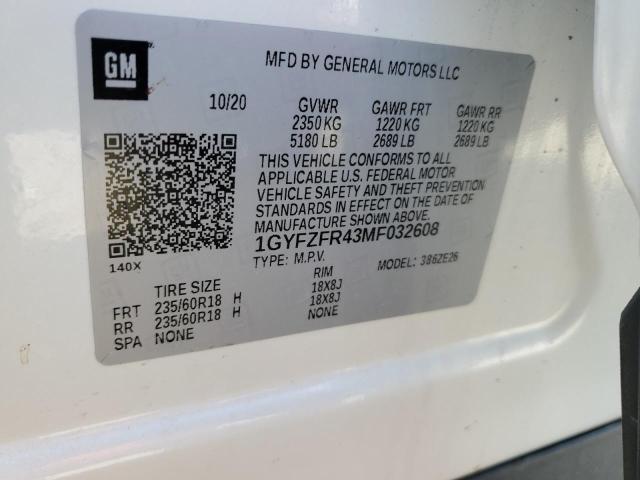 GM
MFD BY GENERAL MOTORS LLC
10/20 GVWR GAWR FRT GAWR RR
2350 KG 1220 KG 1220 KG
5180 LB 2689 LB 2689 LB
THIS VEHICLE CONFORMS TO ALL
APPLICABLE U.S. FEDERAL MOTOR
VEHICLE SAFETY AND THEFT PREVENTION
STANDARDS IN EFFECT ON THE DATE OF
MANUFACTURE SHOWN ABOVE.
1GYFZFR43MF032608
140X TYPE: M.P.V. MODEL: 386ZE26
TIRE SIZE RIM
FRT 235/60R18 H 18X8J
RR 235/60R18 H 18X8J
SPA NONE NONE